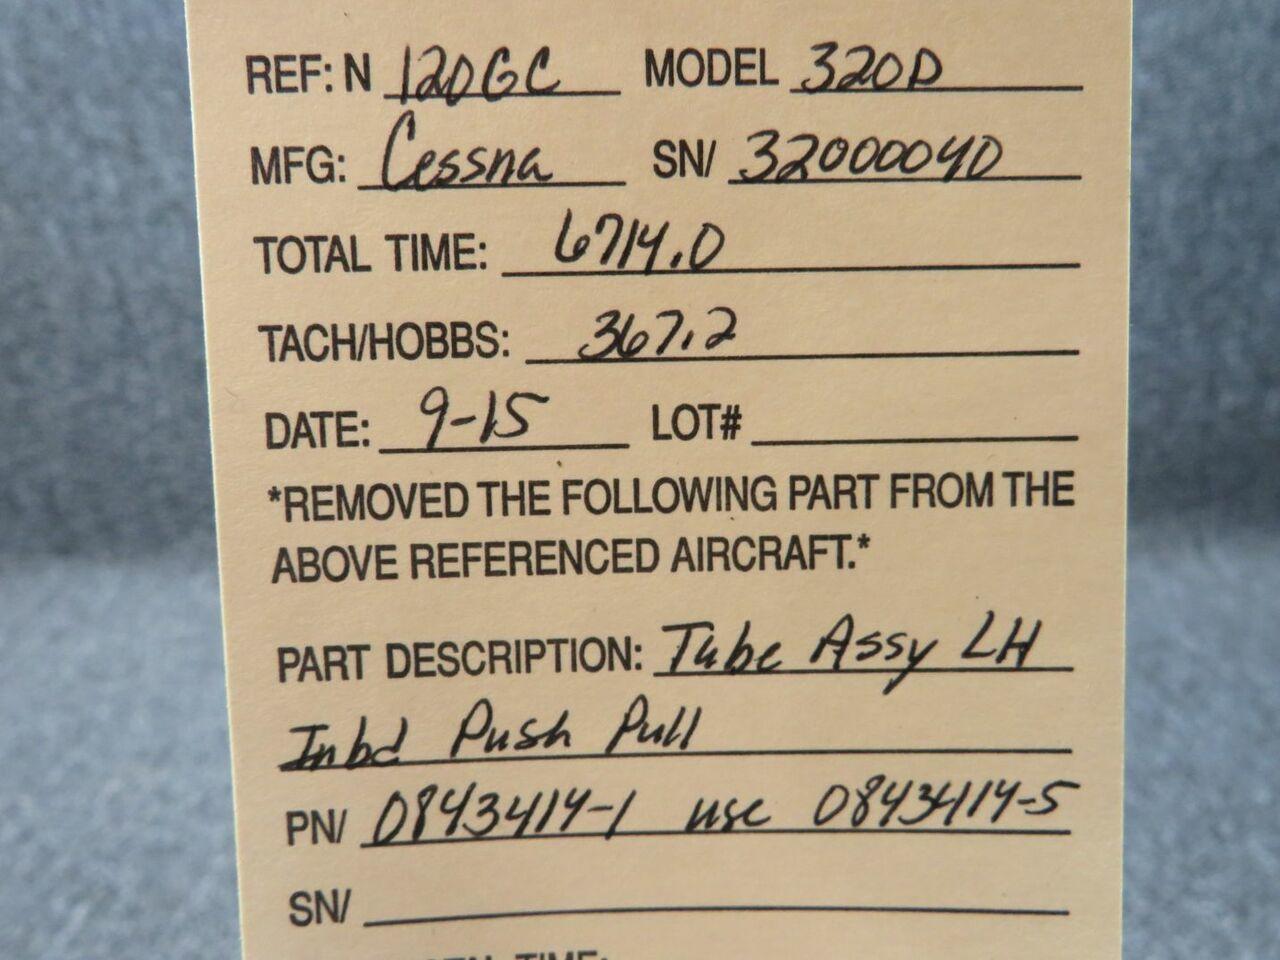 REF: N 120GC MODEL 320D
MFG: Cessna SN/ 32000040
TOTAL TIME: 6714.0
TACH/HOBBS: 367.2
DATE: 9-15 LOT#
*REMOVED THE FOLLOWING PART FROM THE
ABOVE REFERENCED AIRCRAFT.*
PART DESCRIPTION: Tube Assy LH
Inbd Push Pull
PN/ 0843414-1 use 0843414-5
SN/
TIME: